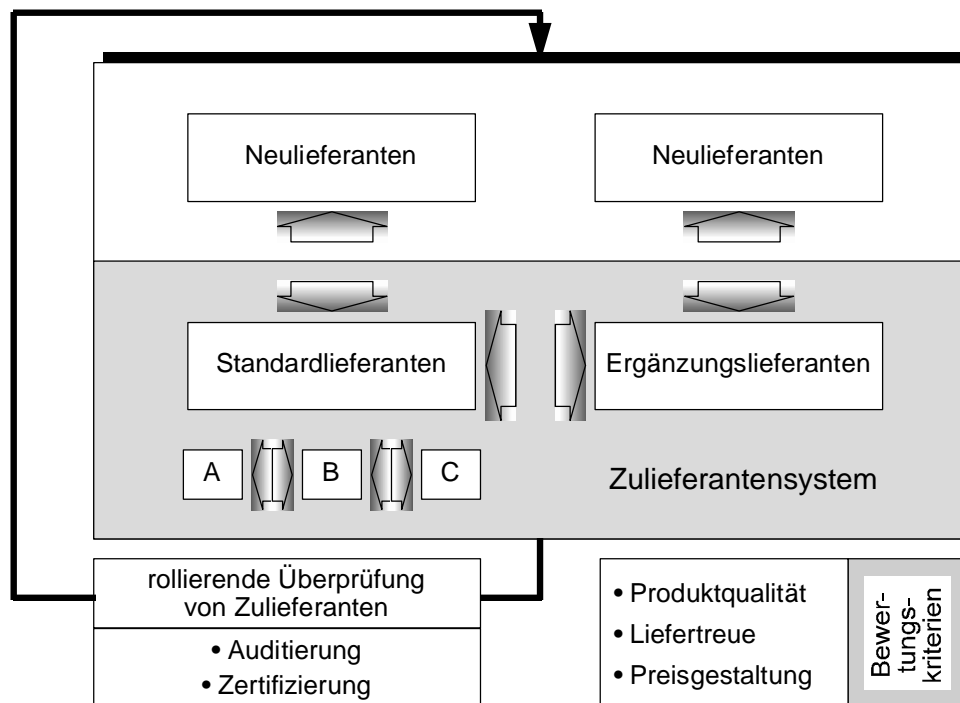 Neulieferanten
Neulieferanten
Standardlieferanten
Ergänzungslieferanten
A
B
C
Zulieferantensystem
rollierende Überprüfung
von Zulieferanten
• Auditierung
• Zertifizierung
• Produktqualität
• Liefertreue
• Preisgestaltung
Bewer-
tungs-
kriterien